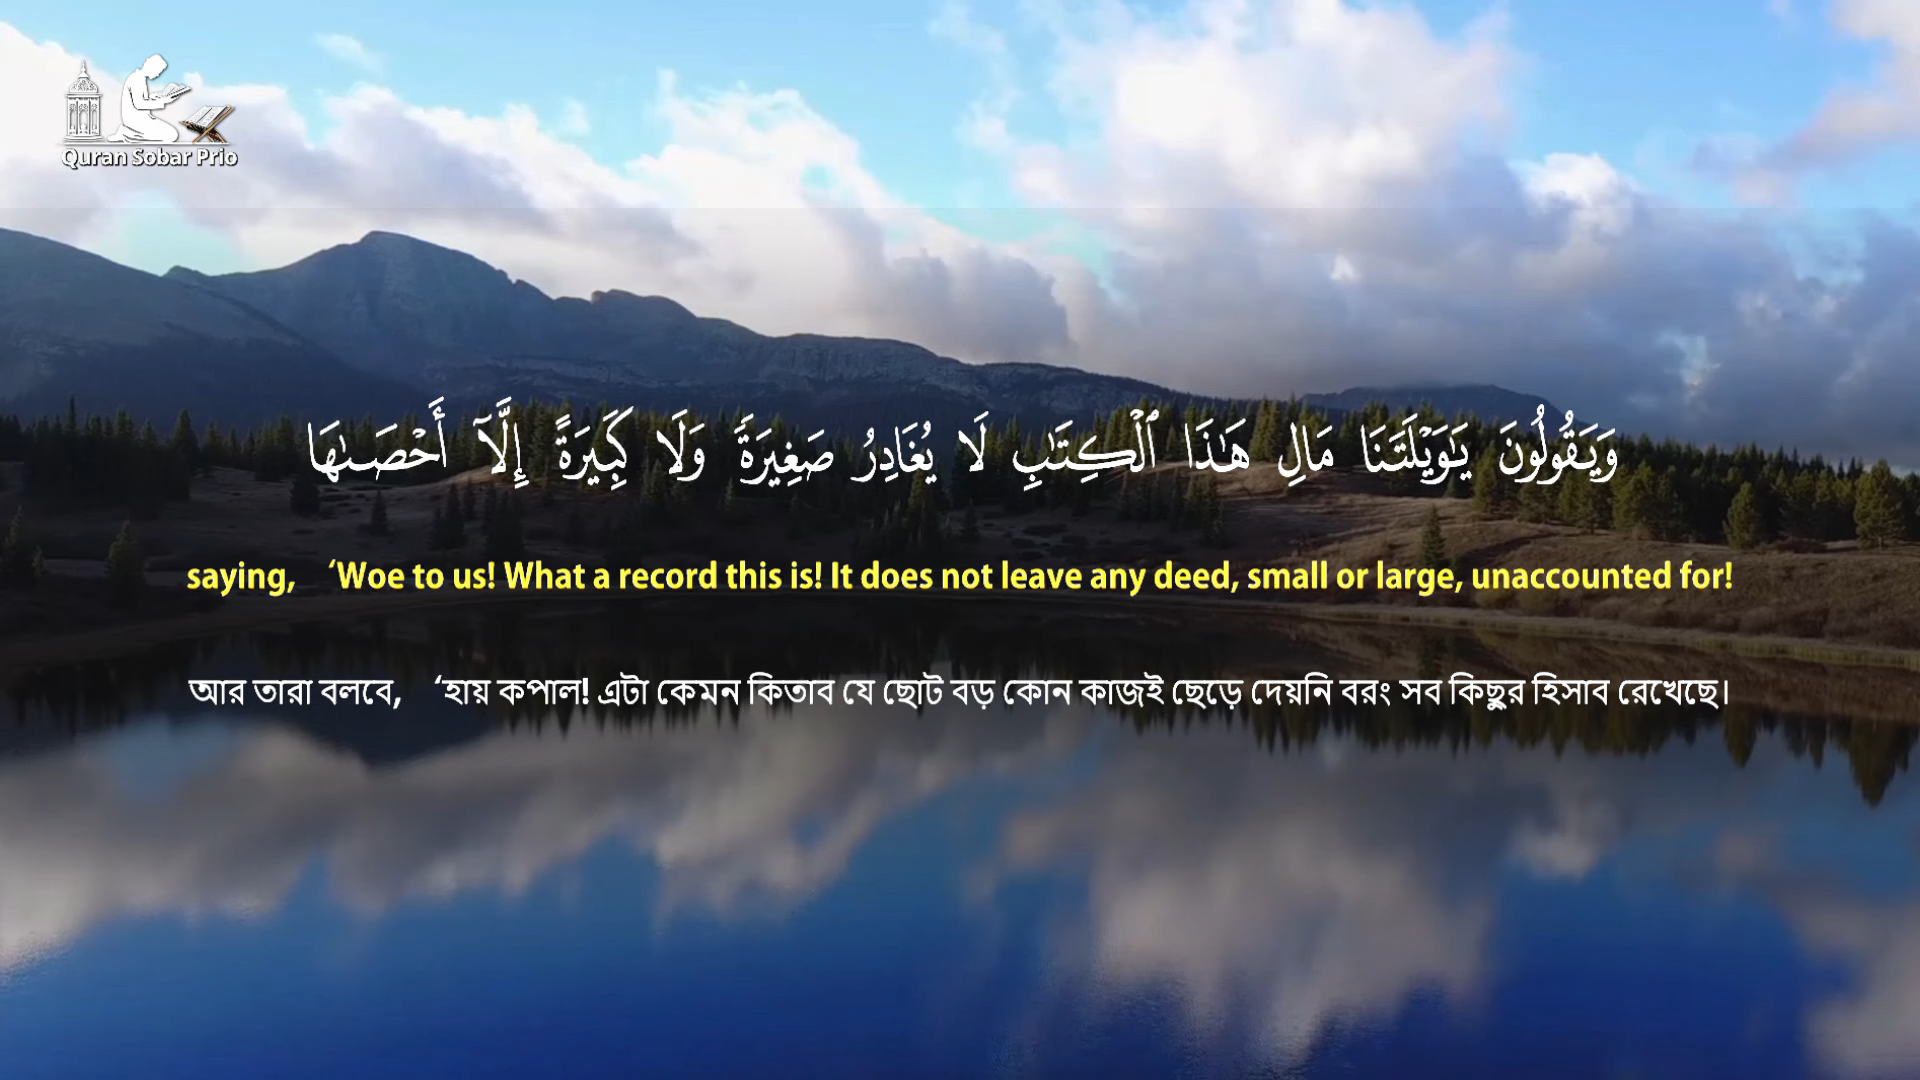 Quran Sobar Prio
وَيَقُولُونَ يَـٰوَيْلَتَنَا مَالِ هَـٰذَا ٱلْكِتَـٰبِ لَا يُغَادِرُ صَغِيرَةً وَلَا كَبِيرَةً إِلَّآ أَحْصَىٰهَا
saying, ‘Woe to us! What a record this is! It does not leave any deed, small or large, unaccounted for!
আর তারা বলবে, ‘হায় কপাল! এটা কেমন কিতাব যে ছোট বড় কোন কাজই ছেড়ে দেয়নি বরং সব কিছুর হিসাব রেখেছে।